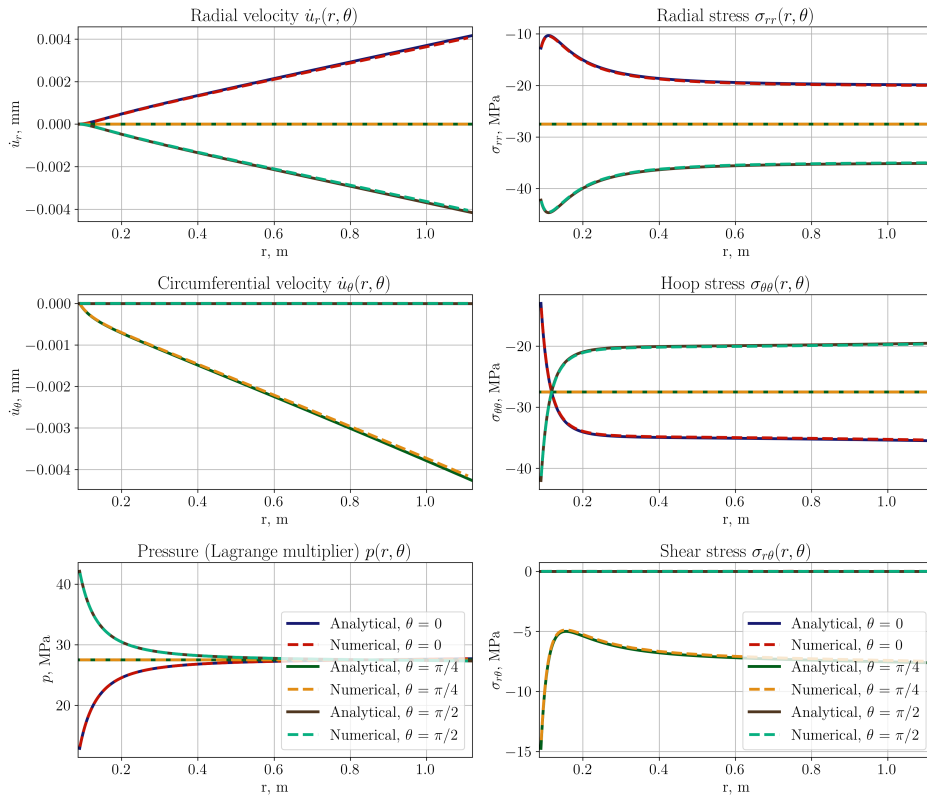 Radial velocity u̇_r(r, θ)
0.004
0.002
0.000
−0.002
−0.004
u̇_r, mm
0.2 0.4 0.6 0.8 1.0
r, m
Radial stress σ_rr(r, θ)
−10
−20
−30
−40
σ_rr, MPa
0.2 0.4 0.6 0.8 1.0
r, m
Circumferential velocity u̇_θ(r, θ)
0.000
−0.001
−0.002
−0.003
−0.004
u̇_θ, mm
0.2 0.4 0.6 0.8 1.0
r, m
Hoop stress σ_θθ(r, θ)
−20
−30
−40
σ_θθ, MPa
0.2 0.4 0.6 0.8 1.0
r, m
Pressure (Lagrange multiplier) p(r, θ)
40
30
20
p, MPa
Analytical, θ = 0
Numerical, θ = 0
Analytical, θ = π/4
Numerical, θ = π/4
Analytical, θ = π/2
Numerical, θ = π/2
0.2 0.4 0.6 0.8 1.0
r, m
Shear stress σ_rθ(r, θ)
0
−5
−10
−15
σ_rθ, MPa
Analytical, θ = 0
Numerical, θ = 0
Analytical, θ = π/4
Numerical, θ = π/4
Analytical, θ = π/2
Numerical, θ = π/2
0.2 0.4 0.6 0.8 1.0
r, m